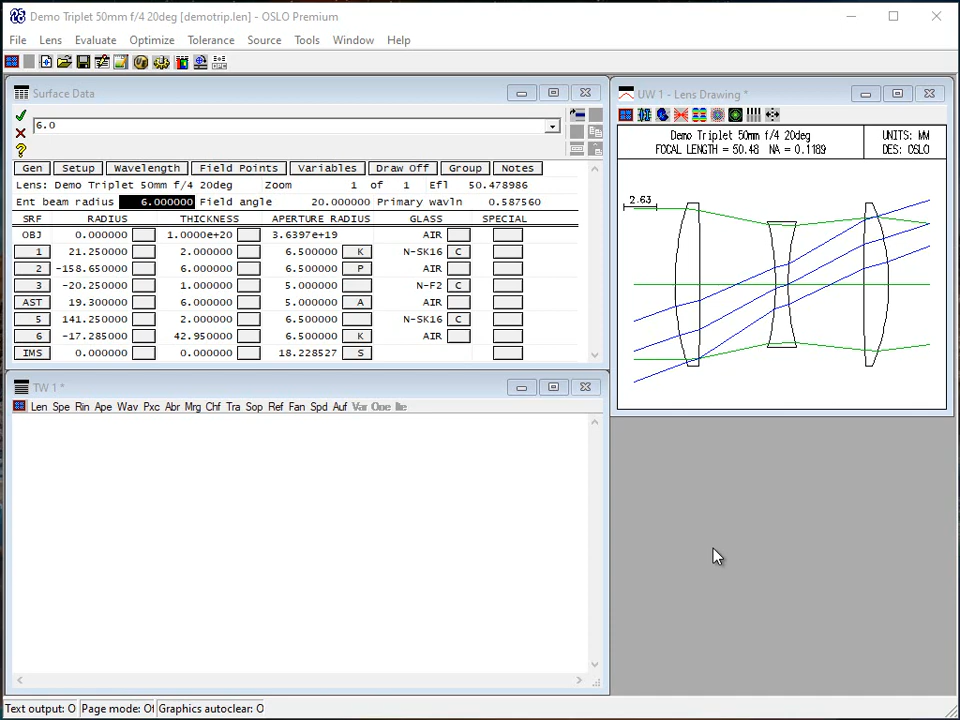 Demo Triplet 50mm f/4 20deg [demotrip.len] - OSLO Premium
File Lens Evaluate Optimize Tolerance Source Tools Window Help
Surface Data
6.0
Gen Setup Wavelength Field Points Variables Draw Off Group Notes
Lens: Demo Triplet 50mm f/4 20deg Zoom 1 of 1 Efl 50.478986
Ent beam radius 6.000000 Field angle 20.000000 Primary wavln 0.587560
SRF RADIUS THICKNESS APERTURE RADIUS GLASS SPECIAL
OBJ 0.000000 1.0000e+20 3.6397e+19 AIR
1 21.250000 2.000000 6.500000 K N-SK16 C
2 -158.650000 6.000000 6.500000 P AIR
3 -20.250000 1.000000 5.000000 N-F2 C
AST 19.300000 6.000000 5.000000 A AIR
5 141.250000 2.000000 6.500000 N-SK16 C
6 -17.285000 42.950000 6.500000 K AIR
IMS 0.000000 0.000000 18.228527 S
UW 1 - Lens Drawing *
Demo Triplet 50mm f/4 20deg
FOCAL LENGTH = 50.48 NA = 0.1189
UNITS: MM
DES: OSLO
2.63
TW 1 *
Len Spe Rin Ape Wav Pxc Abr Mrg Chf Tra Sop Ref Fan Spd Auf Var Ope Ite
Text output: O Page mode: Of Graphics autoclear: O